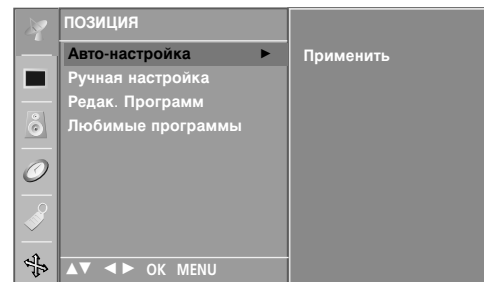 ПОЗИЦИЯ
Авто-настройка ►
Применить
Ручная настройка
Редак. Программ
Любимые программы
▲▼ ◄► OK MENU